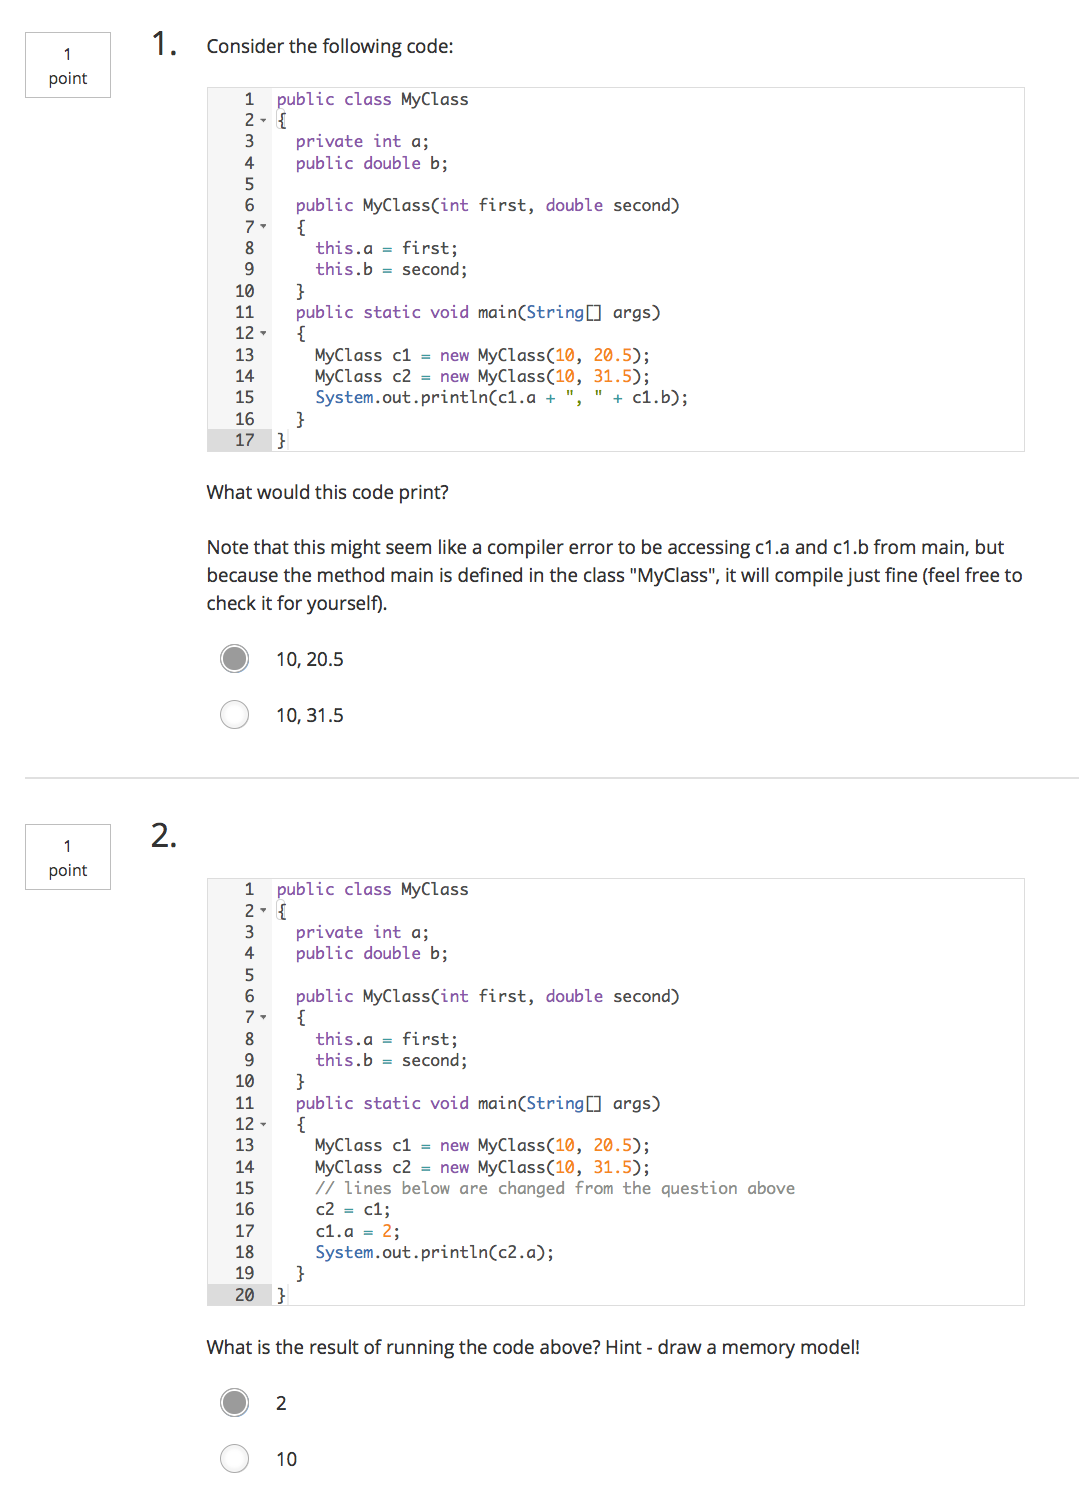 1
point
1.
Consider the following code:
1 public class MyClass
2 {
3 private int a;
4 public double b;
5
6 public MyClass(int first, double second)
7 {
8 this.a = first;
9 this.b = second;
10 }
11 public static void main(String[] args)
12 {
13 MyClass c1 = new MyClass(10, 20.5);
14 MyClass c2 = new MyClass(10, 31.5);
15 System.out.println(c1.a + ", " + c1.b);
16 }
17 }
What would this code print?
Note that this might seem like a compiler error to be accessing c1.a and c1.b from main, but
because the method main is defined in the class "MyClass", it will compile just fine (feel free to
check it for yourself).
10, 20.5
10, 31.5
1
point
2.
1 public class MyClass
2 {
3 private int a;
4 public double b;
5
6 public MyClass(int first, double second)
7 {
8 this.a = first;
9 this.b = second;
10 }
11 public static void main(String[] args)
12 {
13 MyClass c1 = new MyClass(10, 20.5);
14 MyClass c2 = new MyClass(10, 31.5);
15 // lines below are changed from the question above
16 c2 = c1;
17 c1.a = 2;
18 System.out.println(c2.a);
19 }
20 }
What is the result of running the code above? Hint - draw a memory model!
2
10